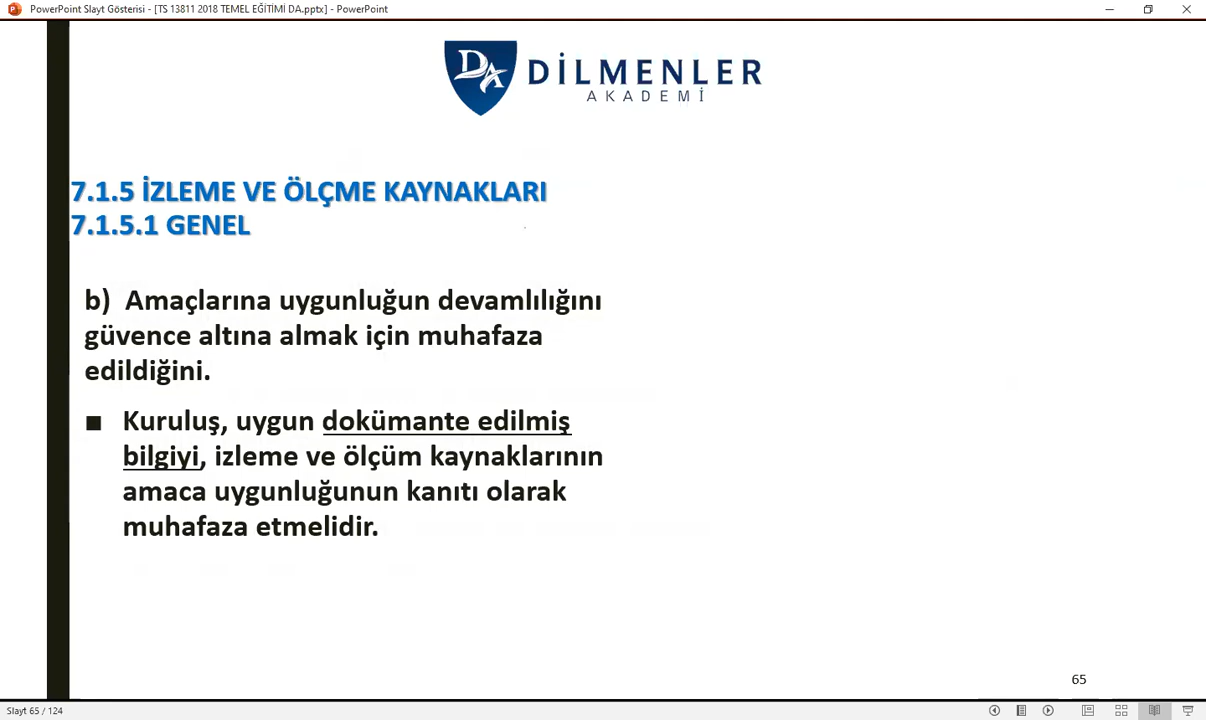 PowerPoint Slayt Gösterisi - [TS 13811 2018 TEMEL EĞİTİMİ DA.pptx] - PowerPoint
DA DİLMENLER
AKADEMİ
7.1.5 İZLEME VE ÖLÇME KAYNAKLARI
7.1.5.1 GENEL
b) Amaçlarına uygunluğun devamlılığını
güvence altına almak için muhafaza
edildiğini.
■ Kuruluş, uygun dokümante edilmiş
bilgiyi, izleme ve ölçüm kaynaklarının
amaca uygunluğunun kanıtı olarak
muhafaza etmelidir.
65
Slayt 65 / 124